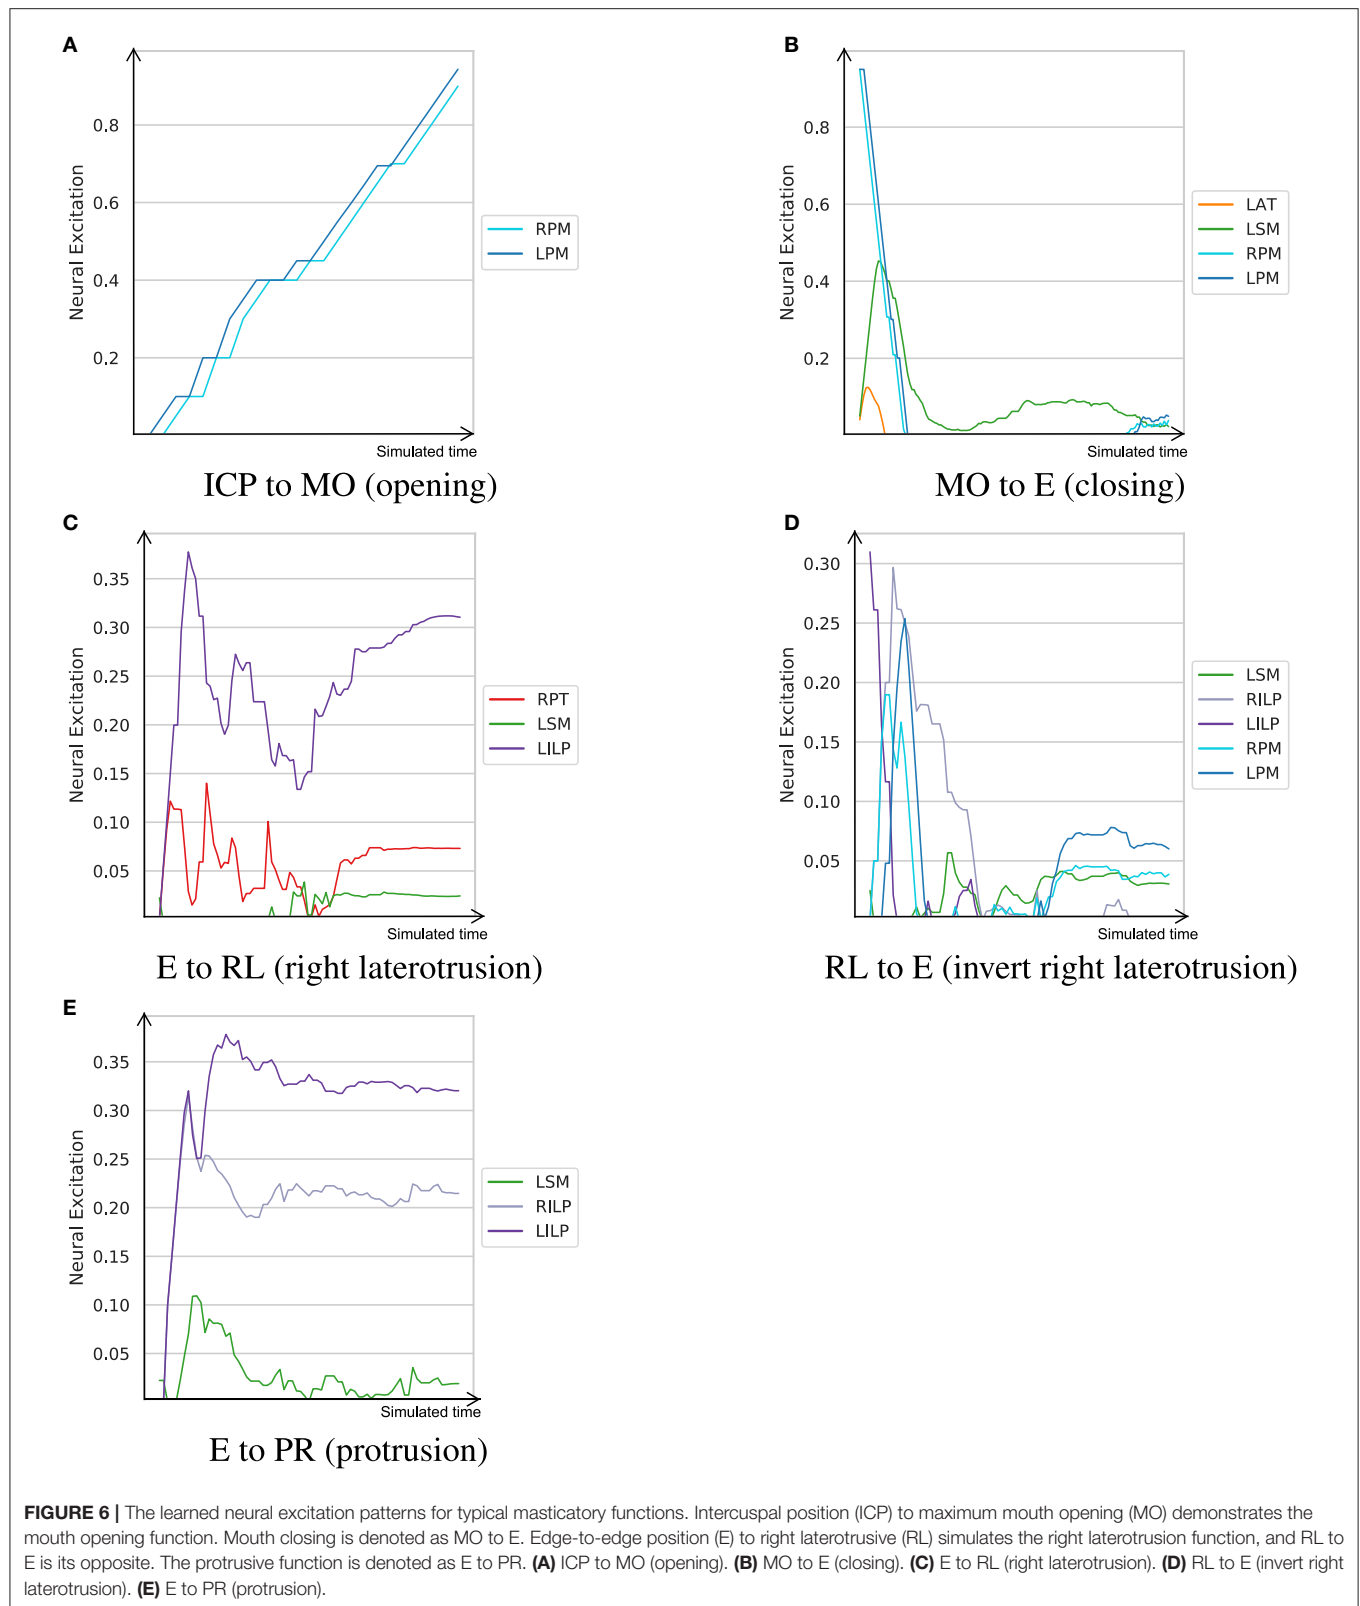 A
Neural Excitation
0.8
0.6
0.4
0.2
RPM
LPM
Simulated time
ICP to MO (opening)
B
Neural Excitation
0.8
0.6
0.4
0.2
LAT
LSM
RPM
LPM
Simulated time
MO to E (closing)
C
Neural Excitation
0.35
0.30
0.25
0.20
0.15
0.10
0.05
RPT
LSM
LILP
Simulated time
E to RL (right laterotrusion)
D
Neural Excitation
0.30
0.25
0.20
0.15
0.10
0.05
LSM
RILP
LILP
RPM
LPM
Simulated time
RL to E (invert right laterotrusion)
E
Neural Excitation
0.35
0.30
0.25
0.20
0.15
0.10
0.05
LSM
RILP
LILP
Simulated time
E to PR (protrusion)
FIGURE 6 | The learned neural excitation patterns for typical masticatory functions. Intercuspal position (ICP) to maximum mouth opening (MO) demonstrates the
mouth opening function. Mouth closing is denoted as MO to E. Edge-to-edge position (E) to right laterotrusive (RL) simulates the right laterotrusion function, and RL to
E is its opposite. The protrusive function is denoted as E to PR. (A) ICP to MO (opening). (B) MO to E (closing). (C) E to RL (right laterotrusion). (D) RL to E (invert right
laterotrusion). (E) E to PR (protrusion).